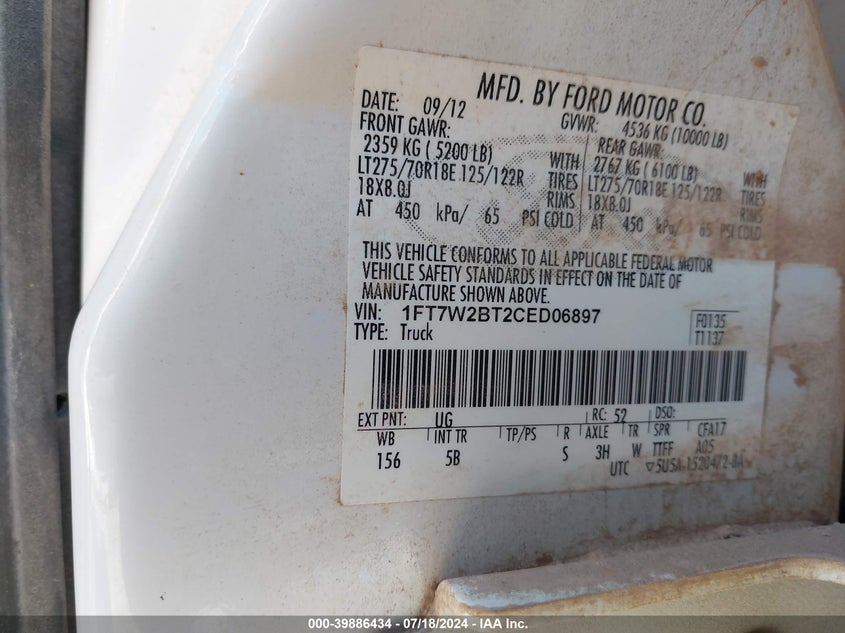 MFD. BY FORD MOTOR CO.
DATE: 09/12 GVWR: 4536 KG (10000 LB)
FRONT GAWR: REAR GAWR:
2359 KG ( 5200 LB) WITH 2767 KG ( 6100 LB) WITH
LT275/70R18E 125/122R TIRES LT275/70R18E 125/122R TIRES
18X8.0J RIMS 18X8.0J RIMS
AT 450 kPa/ 65 PSI COLD AT 450 kPa/ 65 PSI COLD
THIS VEHICLE CONFORMS TO ALL APPLICABLE FEDERAL MOTOR
VEHICLE SAFETY STANDARDS IN EFFECT ON THE DATE OF
MANUFACTURE SHOWN ABOVE.
VIN: 1FT7W2BT2CED06897 F0135
TYPE: Truck T1137
EXT PNT: UG RC: 52 DSO:
WB INT TR TP/PS R AXLE TR SPR CFA17
156 5B S 3H W TTFF A05
UTC 5USA-1520472-BA
000-39886434 - 07/18/2024 - IAA Inc.